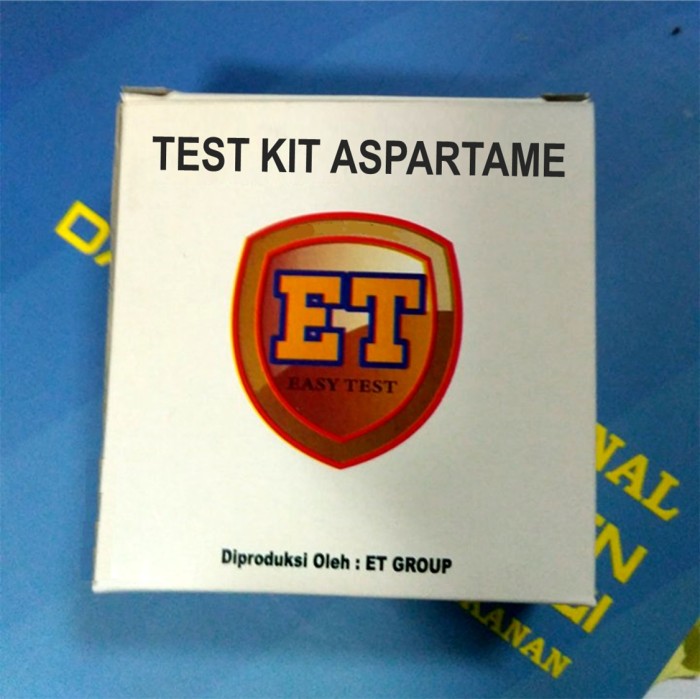 TEST KIT ASPARTAME
ET
EASY TEST
Diproduksi Oleh : ET GROUP